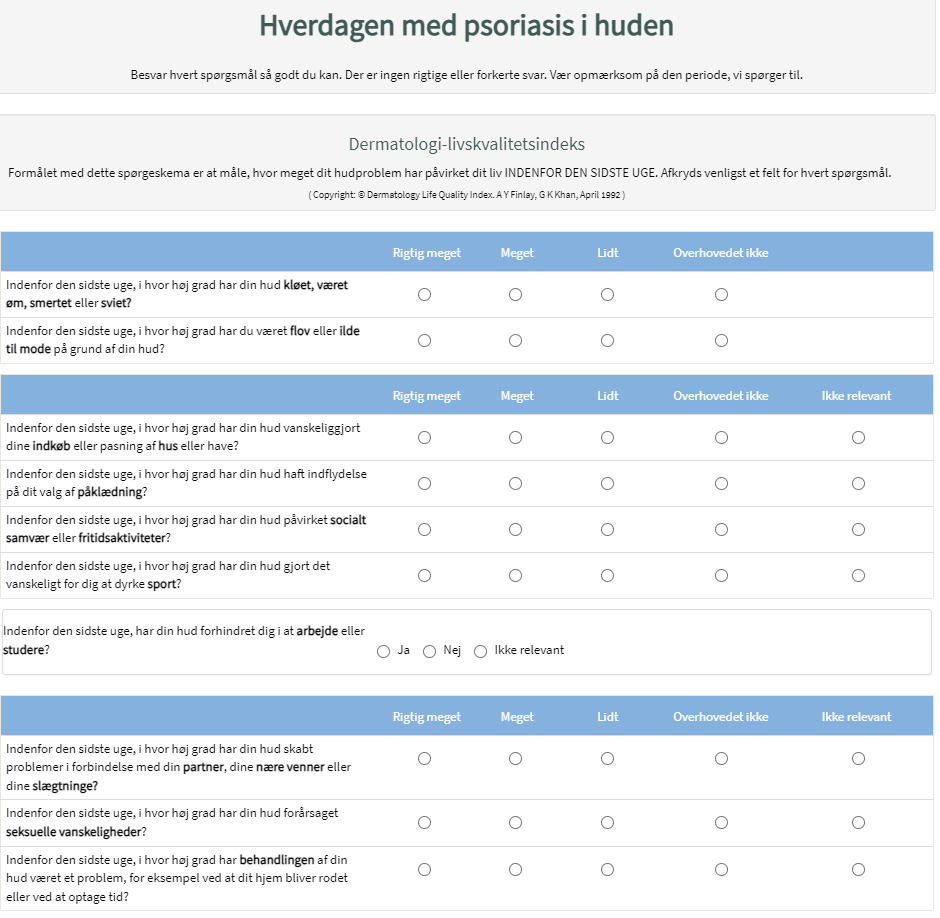 Hverdagen med psoriasis i huden
Besvar hvert spørgsmål så godt du kan. Der er ingen rigtige eller forkerte svar. Vær opmærksom på den periode, vi spørger til.
Dermatologi-livskvalitetsindeks
Formålet med dette spørgeskema er at måle, hvor meget dit hudproblem har påvirket dit liv INDENFOR DEN SIDSTE UGE. Afkryds venligst et felt for hvert spørgsmål.
( Copyright: © Dermatology Life Quality Index. A Y Finlay, G K Khan, April 1992 )
Rigtig meget Meget Lidt Overhovedet ikke
Indenfor den sidste uge, i hvor høj grad har din hud kløet, været
øm, smertet eller sviet?
Indenfor den sidste uge, i hvor høj grad har du været flov eller ilde
til mode på grund af din hud?
Rigtig meget Meget Lidt Overhovedet ikke Ikke relevant
Indenfor den sidste uge, i hvor høj grad har din hud vanskeliggjort
dine indkøb eller pasning af hus eller have?
Indenfor den sidste uge, i hvor høj grad har din hud haft indflydelse
på dit valg af påklædning?
Indenfor den sidste uge, i hvor høj grad har din hud påvirket socialt
samvær eller fritidsaktiviteter?
Indenfor den sidste uge, i hvor høj grad har din hud gjort det
vanskeligt for dig at dyrke sport?
Indenfor den sidste uge, har din hud forhindret dig i at arbejde eller
studere?
Ja Nej Ikke relevant
Rigtig meget Meget Lidt Overhovedet ikke Ikke relevant
Indenfor den sidste uge, i hvor høj grad har din hud skabt
problemer i forbindelse med din partner, dine nære venner eller
dine slægtninge?
Indenfor den sidste uge, i hvor høj grad har din hud forårsaget
seksuelle vanskeligheder?
Indenfor den sidste uge, i hvor høj grad har behandlingen af din
hud været et problem, for eksempel ved at dit hjem bliver rodet
eller ved at optage tid?